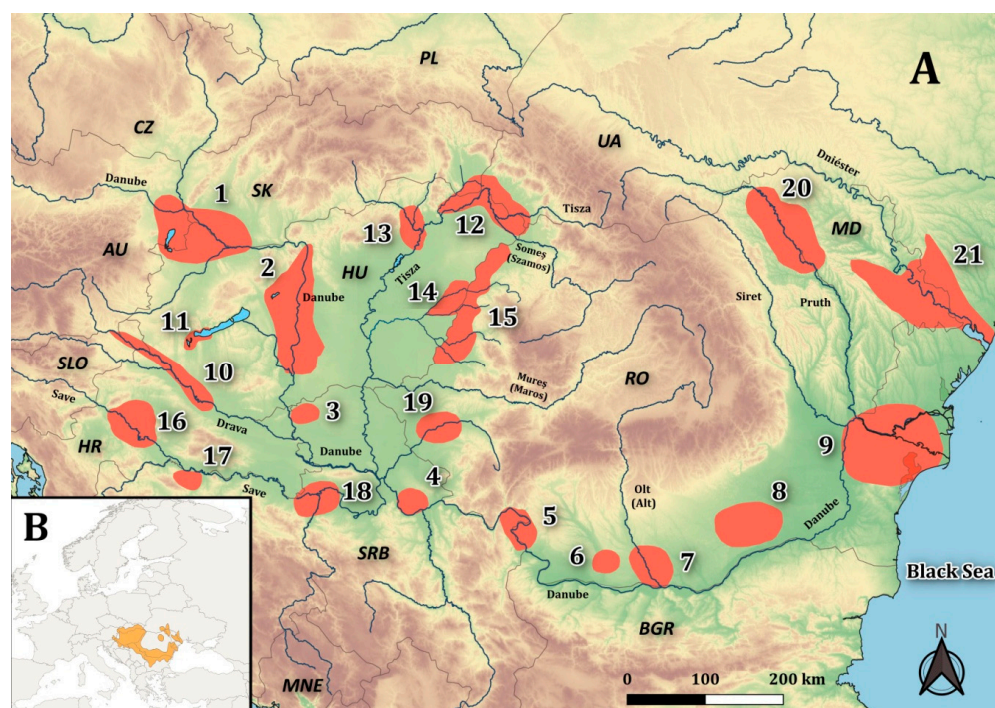 PL
A
CZ
UA
Dniéster
Danube
1
SK
20
12
Tisza
13
MD
AU
Someș
(Szamos)
21
2
HU
Tisza
Danube
14
Siret
Pruth
11
15
SLO
10
Mureș
(Maros)
RO
Save
3
19
16
Drava
HR
9
17
Danube
4
Save
18
Olt
(Alt)
8
B
5
Danube
SRB
6
7
Danube
Black Sea
BGR
N
MNE
0
100
200 km